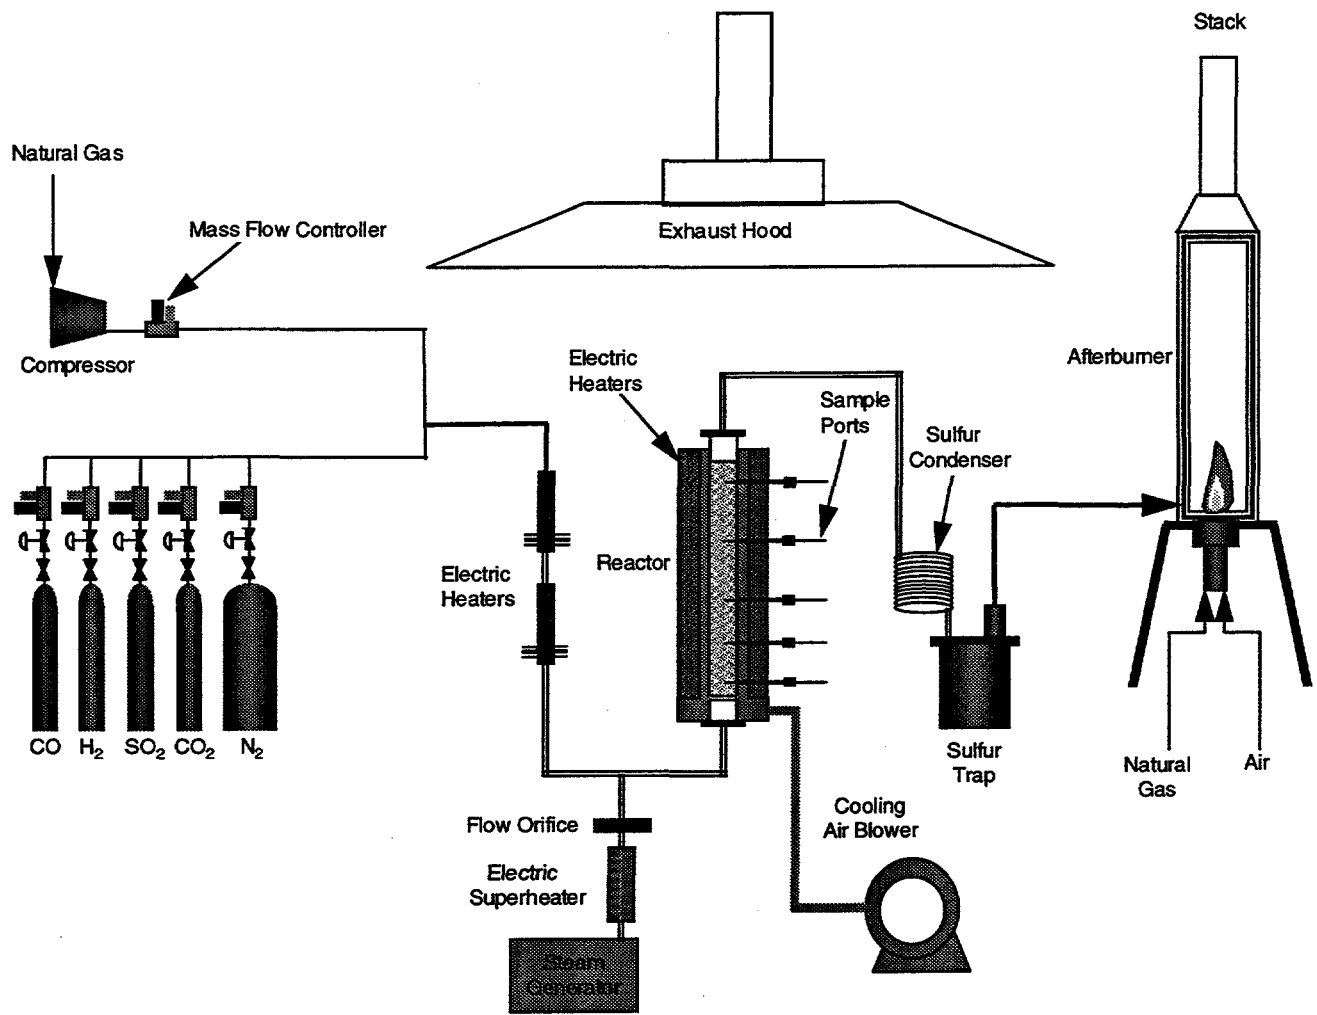 Stack
Natural Gas
Mass Flow Controller
Exhaust Hood
Compressor
Electric
Heaters
Afterburner
Sample
Ports
Sulfur
Condenser
Reactor
Electric
Heaters
CO
H₂
SO₂
CO₂
N₂
Sulfur
Trap
Natural
Gas
Air
Cooling
Air Blower
Flow Orifice
Electric
Superheater
Steam
Generator